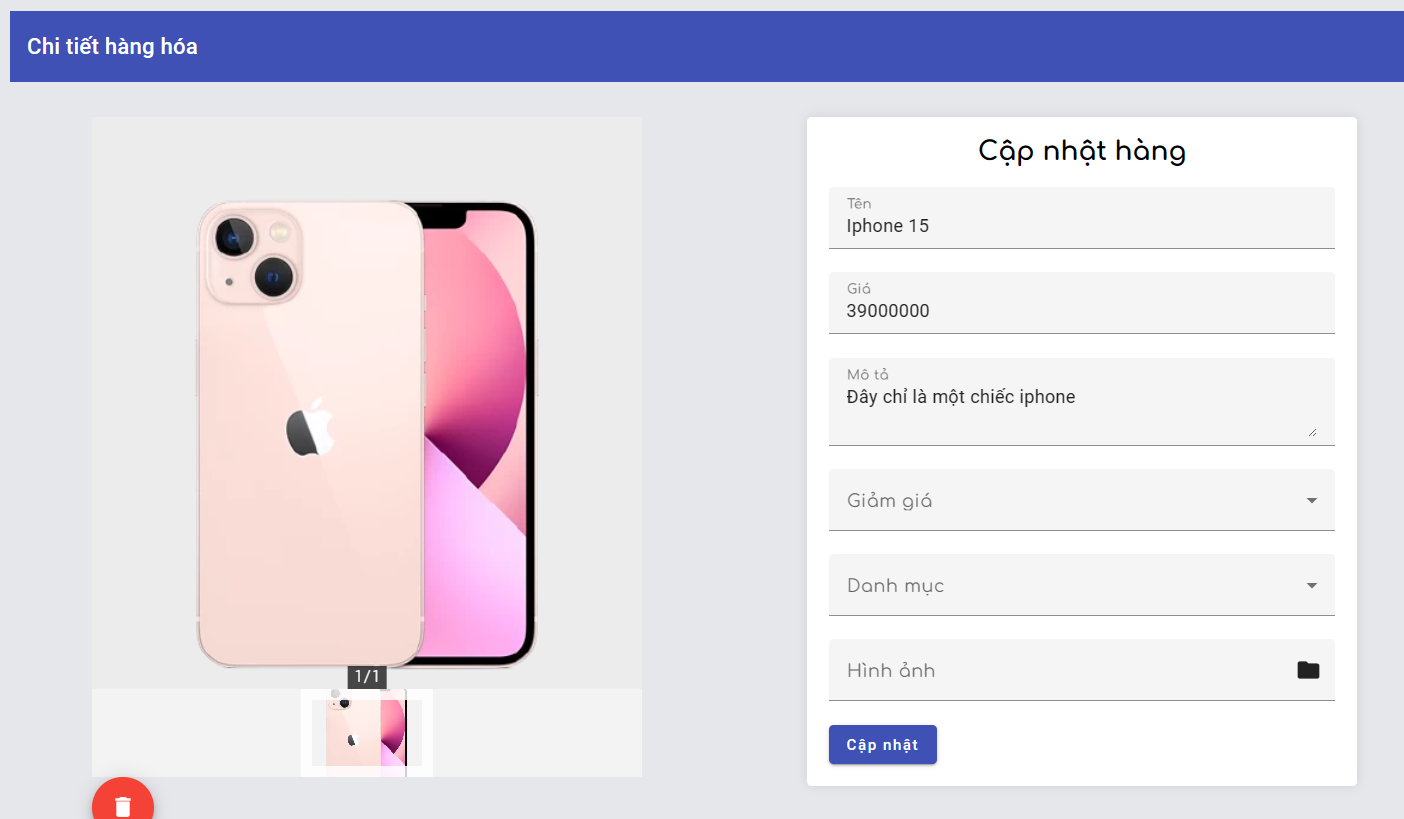 Chi tiết hàng hóa
1/1
Cập nhật hàng
Tên
Iphone 15
Giá
39000000
Mô tả
Đây chỉ là một chiếc iphone
Giảm giá
Danh mục
Hình ảnh
Cập nhật